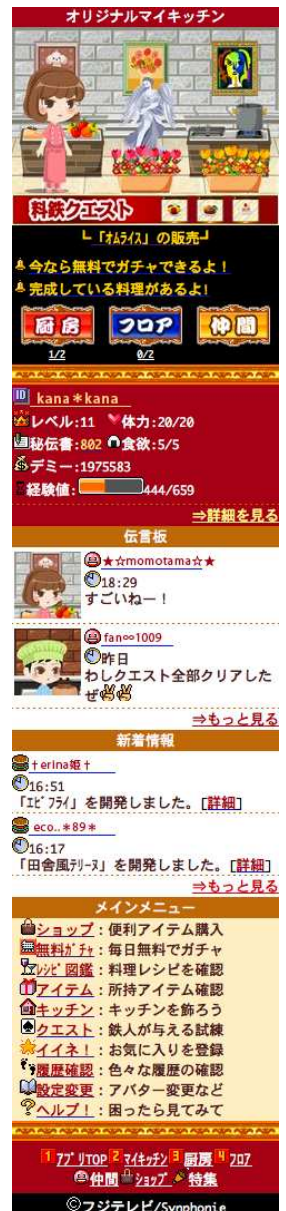 オリジナルマイキッチン
料鉄クエスト
┗「ｵﾑﾗｲｽ」の販売┛
今なら無料でガチャできるよ！
完成している料理があるよ!
厨房 フロア 仲間
1/2 0/2
ID kana＊kana
レベル:11 体力:20/20
秘伝書:802 食欲:5/5
デミー:1975583
経験値: 444/659
⇒詳細を見る
伝言板
★☆momotama☆★
18:29
すごいねー！
fan∞1009
昨日
わしクエスト全部クリアした
ぜ
⇒もっと見る
新着情報
†erina姫†
16:51
「ｴﾋﾞﾌﾗｲ」を開発しました。[詳細]
eco..＊89＊
16:17
「田舎風ﾃﾘｰﾇ」を開発しました。[詳細]
⇒もっと見る
メインメニュー
ショップ：便利アイテム購入
無料ｶﾞﾁｬ：毎日無料でガチャ
ﾚｼﾋﾟ図鑑：料理レシピを確認
アイテム：所持アイテム確認
キッチン：キッチンを飾ろう
クエスト：鉄人が与える試練
イイネ！：お気に入りを登録
履歴確認：色々な履歴の確認
設定変更：アバター変更など
ヘルプ！：困ったら見てみて
1 ｱﾌﾟﾘTOP 2 ﾏｲｷｯﾁﾝ 3 厨房 4 ﾌﾛｱ
仲間 ｼｮｯﾌﾟ 特集
©フジテレビ/Synphonie